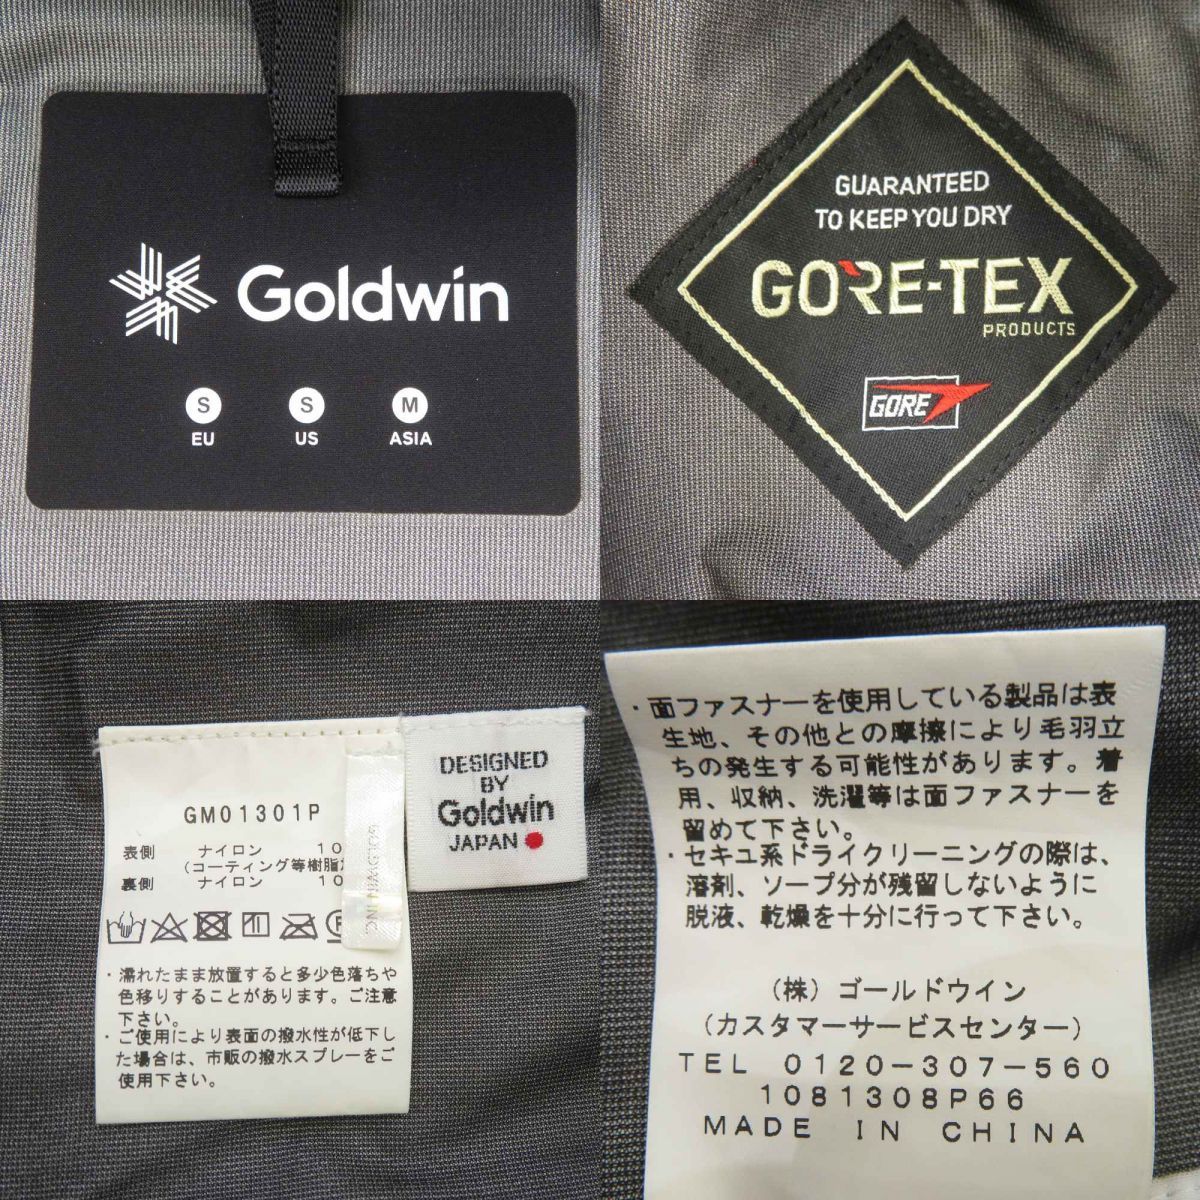 Goldwin
S S M
EU US ASIA
GUARANTEED
TO KEEP YOU DRY
GORE-TEX
PRODUCTS
GORE
GM01301P
表側 ナイロン 10
(コーティング等樹脂
裏側 ナイロン 10
・濡れたまま放置すると多少色落ちや
色移りすることがあります。ご注意
下さい。
・ご使用により表面の撥水性が低下し
た場合は、市販の撥水スプレーをご
使用下さい。
DESIGNED
BY
Goldwin
JAPAN
・面ファスナーを使用している製品は表
生地、その他との摩擦により毛羽立
ちの発生する可能性があります。着
用、収納、洗濯等は面ファスナーを
留めて下さい。
・セキユ系ドライクリーニングの際は、
溶剤、ソープ分が残留しないように
脱液、乾燥を十分に行って下さい。
(株)ゴールドウイン
(カスタマーサービスセンター)
TEL 0120-307-560
1081308P66
MADE IN CHINA